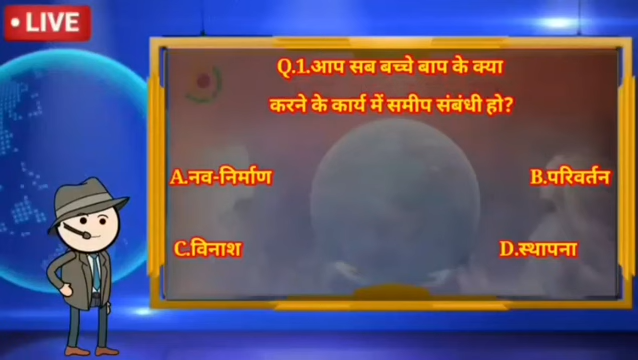 LIVE
Q.1.आप सब बच्चे बाप के क्या
करने के कार्य में समीप संबंधी हो?
A.नव-निर्माण
B.परिवर्तन
C.विनाश
D.स्थापना